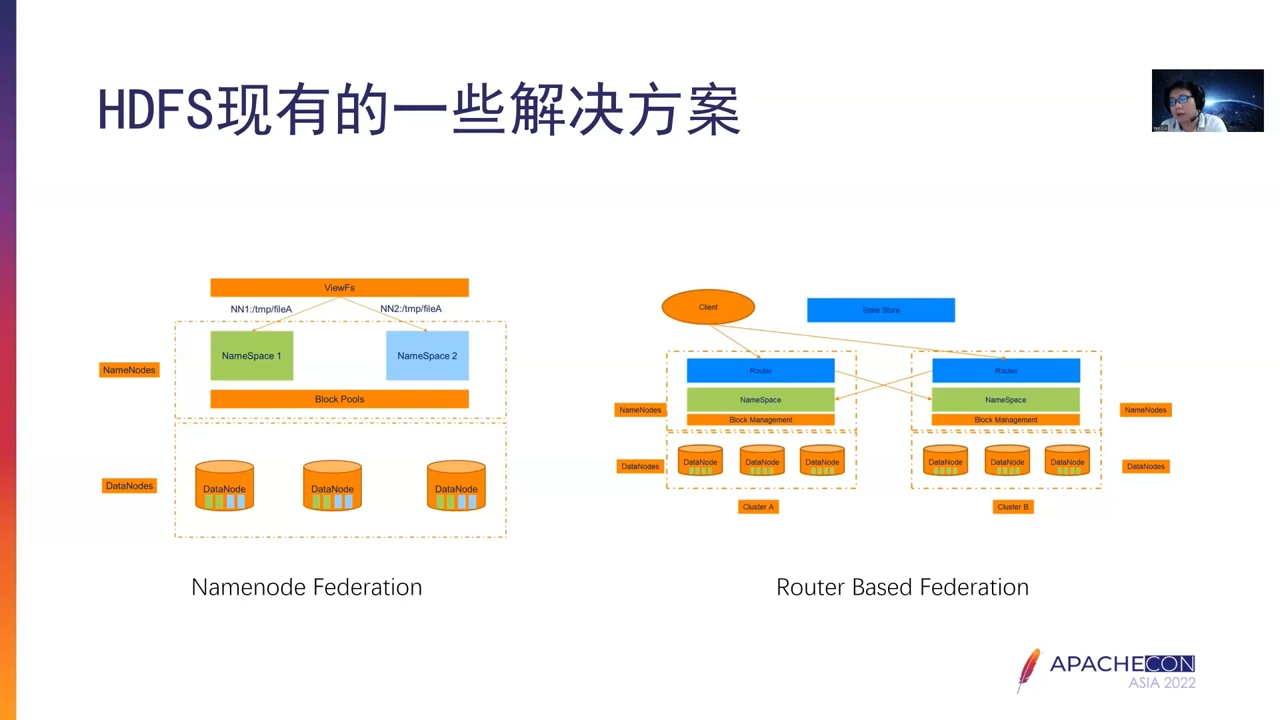 HDFS现有的一些解决方案
ViewFs
NN1:/tmp/fileA
NN2:/tmp/fileA
NameSpace 1
NameSpace 2
NameNodes
Block Pools
DataNodes
DataNode
DataNode
DataNode
Namenode Federation
Client
State Store
Router
Router
NameSpace
NameSpace
NameNodes
Block Management
Block Management
NameNodes
DataNodes
DataNode
DataNode
DataNode
DataNode
DataNode
DataNode
DataNodes
Cluster A
Cluster B
Router Based Federation
APACHECON
ASIA 2022